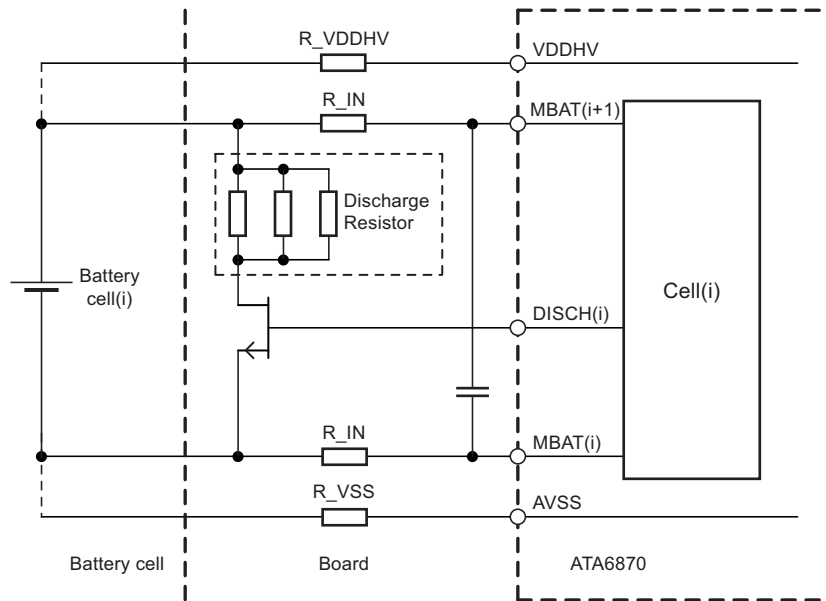 R_VDDHV
VDDHV
R_IN
MBAT(i+1)
Discharge
Resistor
Battery
cell(i)
Cell(i)
DISCH(i)
R_IN
MBAT(i)
R_VSS
AVSS
Battery cell
Board
ATA6870